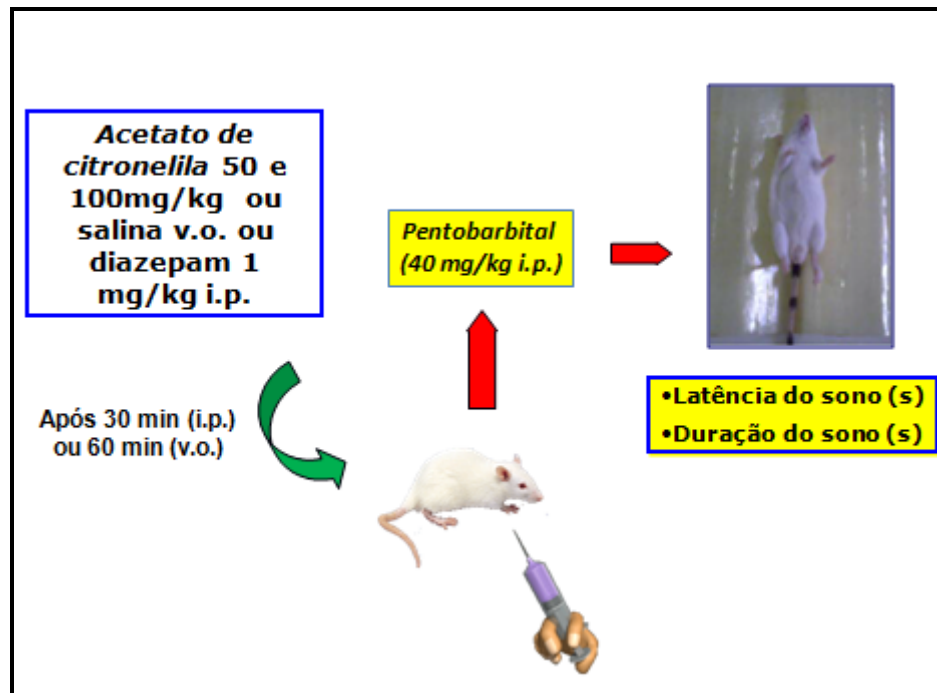 Acetato de
citronelila 50 e
100mg/kg ou
salina v.o. ou
diazepam 1
mg/kg i.p.
Pentobarbital
(40 mg/kg i.p.)
•Latência do sono (s)
•Duração do sono (s)
Após 30 min (i.p.)
ou 60 min (v.o.)